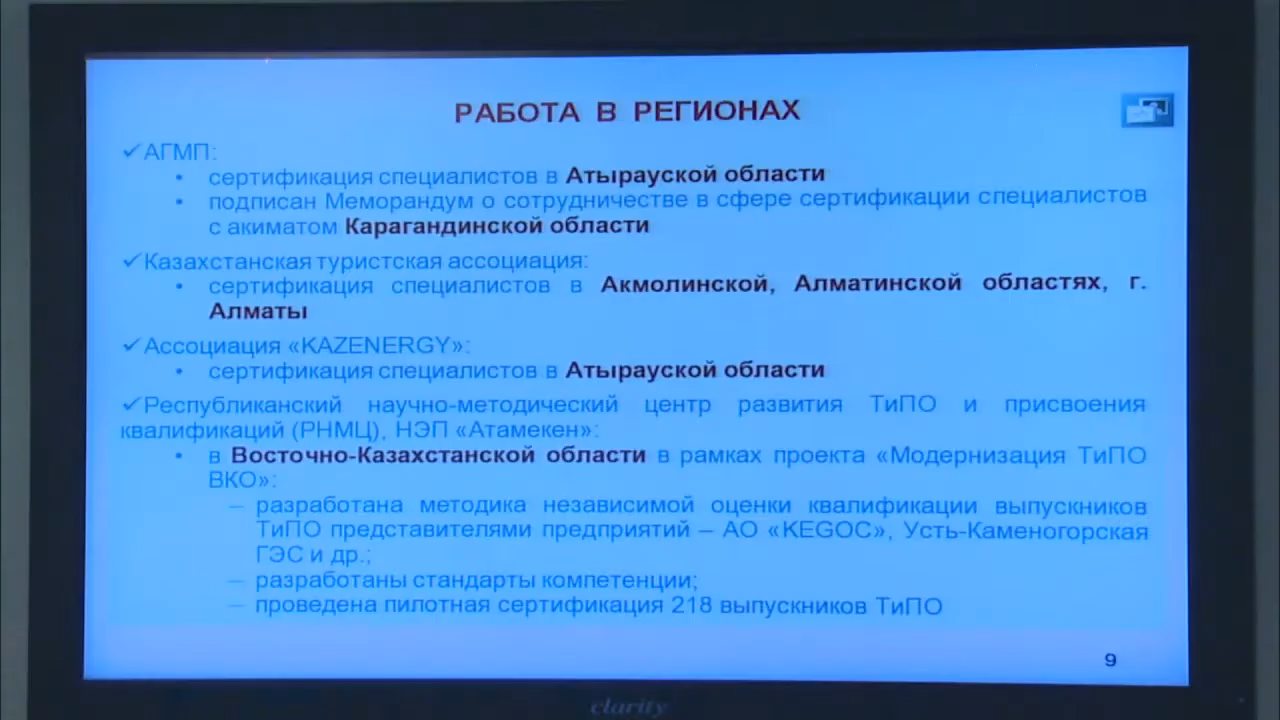 РАБОТА В РЕГИОНАХ
✓АГМП:
• сертификация специалистов в Атырауской области
• подписан Меморандум о сотрудничестве в сфере сертификации специалистов
с акиматом Карагандинской области
✓Казахстанская туристская ассоциация:
• сертификация специалистов в Акмолинской, Алматинской областях, г.
Алматы
✓Ассоциация «KAZENERGY»:
• сертификация специалистов в Атырауской области
✓Республиканский научно-методический центр развития ТиПО и присвоения
квалификаций (РНМЦ), НЭП «Атамекен»:
• в Восточно-Казахстанской области в рамках проекта «Модернизация ТиПО
ВКО»:
– разработана методика независимой оценки квалификации выпускников
ТиПО представителями предприятий – АО «KEGOC», Усть-Каменогорская
ГЭС и др.;
– разработаны стандарты компетенции;
– проведена пилотная сертификация 218 выпускников ТиПО
9
clarity